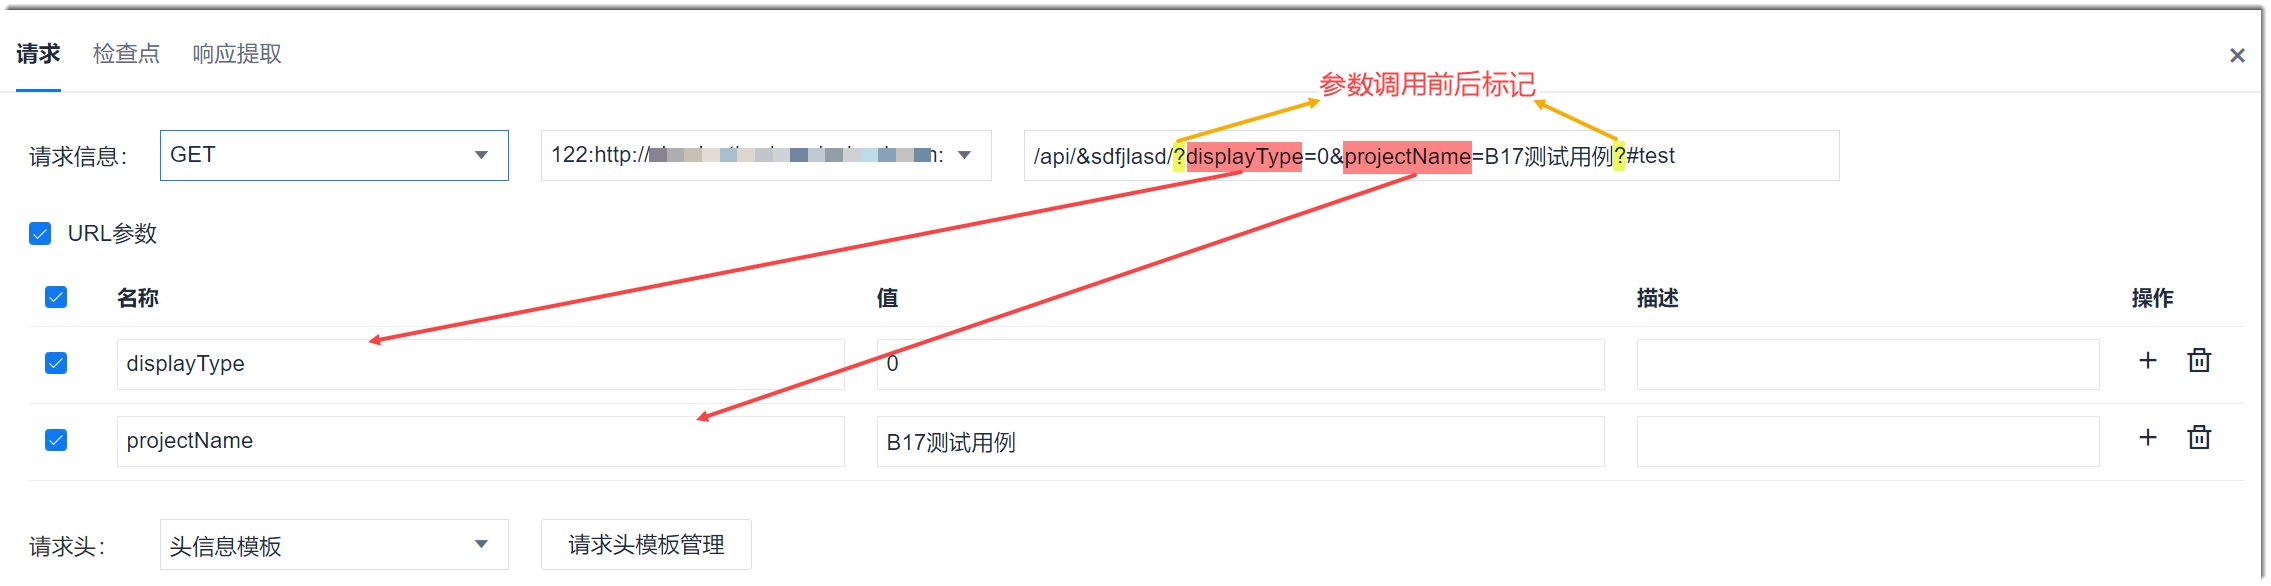 请求 检查点 响应提取
参数调用前后标记
请求信息： GET 122:http:// : /api/&sdfjlasd/?displayType=0&projectName=B17测试用例?#test
URL参数
名称 值 描述 操作
displayType 0
projectName B17测试用例
请求头： 头信息模板 请求头模板管理